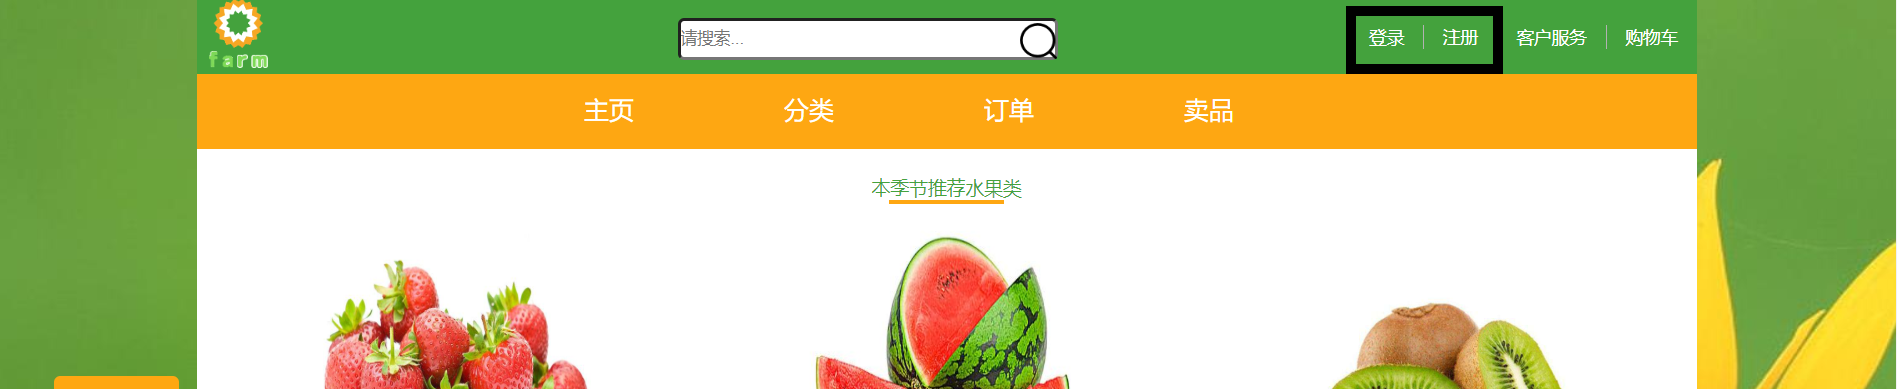 farm
请搜索...
登录 注册 客户服务 购物车
主页 分类 订单 卖品
本季节推荐水果类